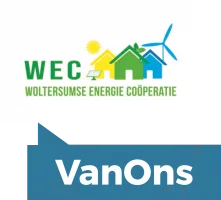 WEC
WOLTERSUMSE ENERGIE COÖPERATIE
VanOns